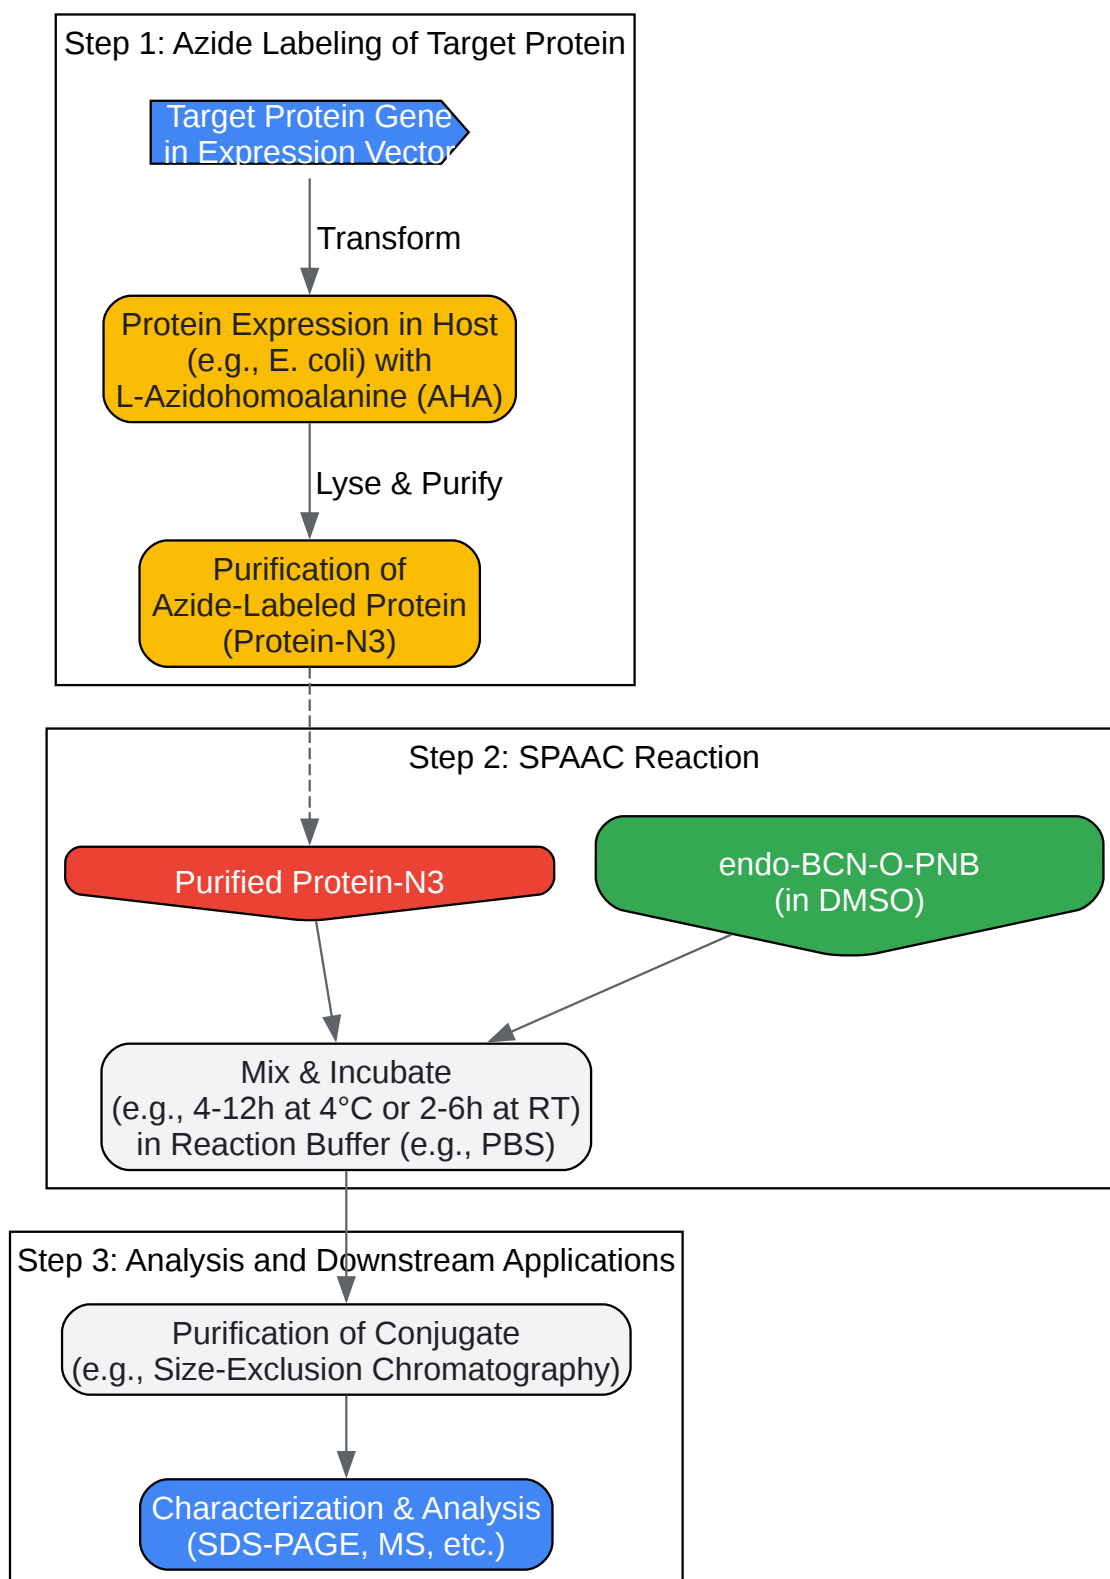 Step 1: Azide Labeling of Target Protein
Target Protein Gene
in Expression Vector
Transform
Protein Expression in Host
(e.g., E. coli) with
L-Azidohomoalanine (AHA)
Lyse & Purify
Purification of
Azide-Labeled Protein
(Protein-N3)
Step 2: SPAAC Reaction
Purified Protein-N3
endo-BCN-O-PNB
(in DMSO)
Mix & Incubate
(e.g., 4-12h at 4°C or 2-6h at RT)
in Reaction Buffer (e.g., PBS)
Step 3: Analysis and Downstream Applications
Purification of Conjugate
(e.g., Size-Exclusion Chromatography)
Characterization & Analysis
(SDS-PAGE, MS, etc.)